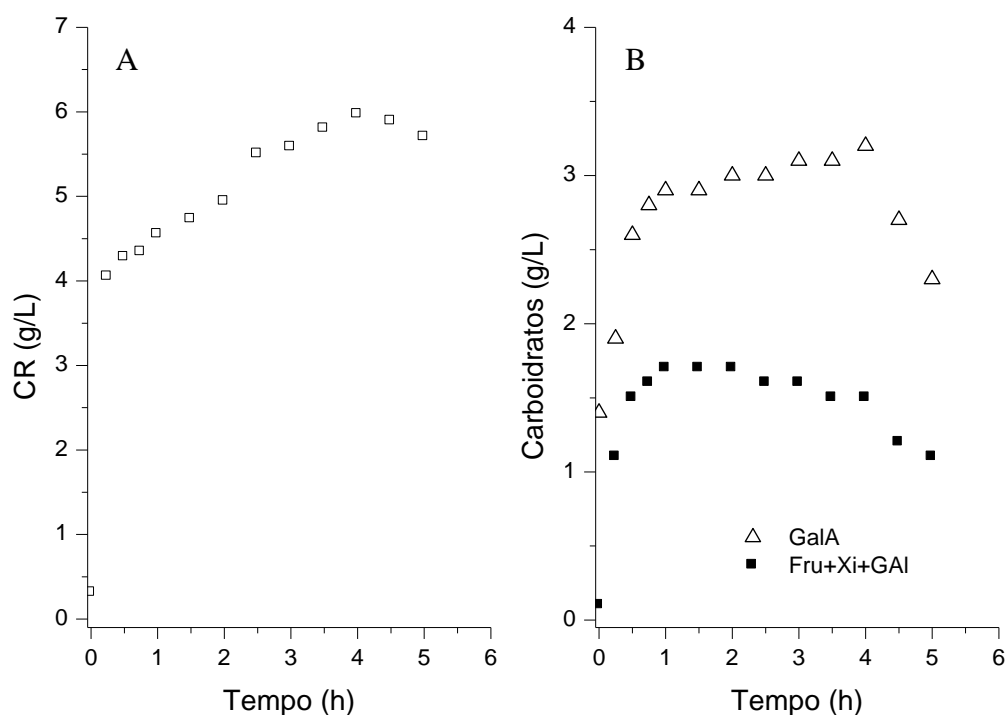 A
CR (g/L)
7
6
5
4
3
2
1
0
0 1 2 3 4 5 6
Tempo (h)
B
Carboidratos (g/L)
4
3
2
1
0
GalA
Fru+Xi+GAl
0 1 2 3 4 5 6
Tempo (h)